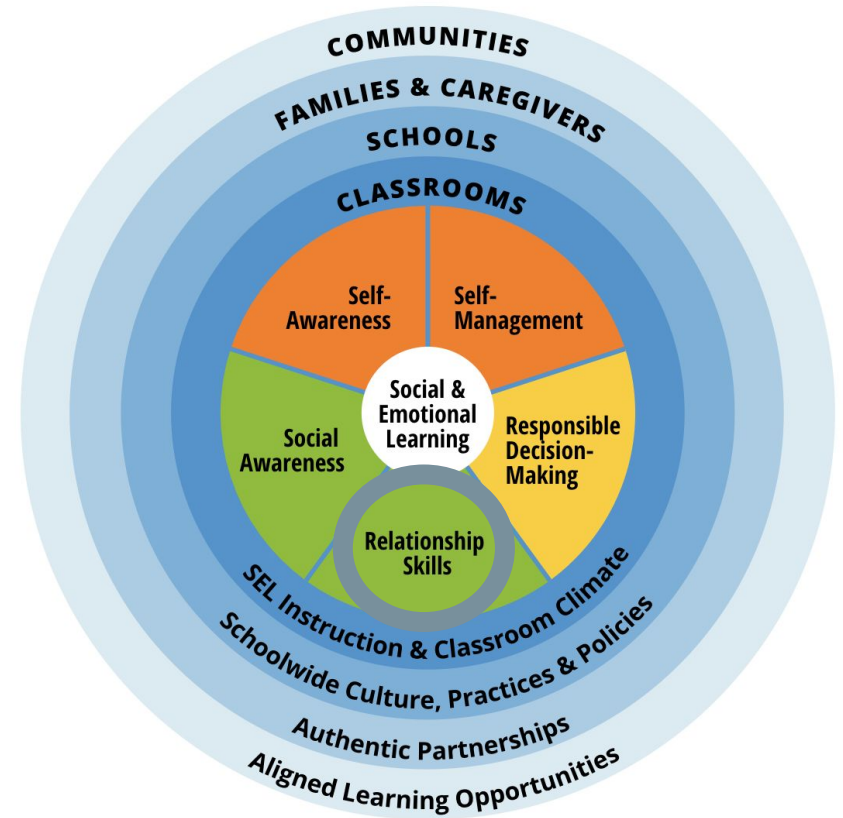 COMMUNITIES
FAMILIES & CAREGIVERS
SCHOOLS
CLASSROOMS
Self-
Awareness
Self-
Management
Social &
Emotional
Learning
Social
Awareness
Responsible
Decision-
Making
Relationship
Skills
SEL Instruction & Classroom Climate
Schoolwide Culture, Practices & Policies
Authentic Partnerships
Aligned Learning Opportunities